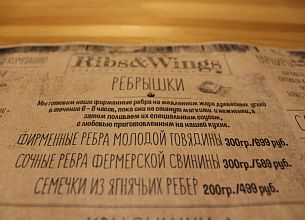 Ribs&Wings
РЕБРЫШКИ
Мы готовим наши фирменные ребра на медленном жаре древесных углей
в течении 6 - 8 часов, пока они не станут мягкими и нежными, а
затем поливаем их специальным соусом,
с любовью приготовленным на нашей кухне.
ФИРМЕННЫЕ РЕБРА МОЛОДОЙ ГОВЯДИНЫ 300гр./699 руб.
СОЧНЫЕ РЕБРА ФЕРМЕРСКОЙ СВИНИНЫ 300гр./589 руб.
СЕМЕЧКИ ИЗ ЯГНЯЧЬИХ РЕБЕР 200гр./499 руб.